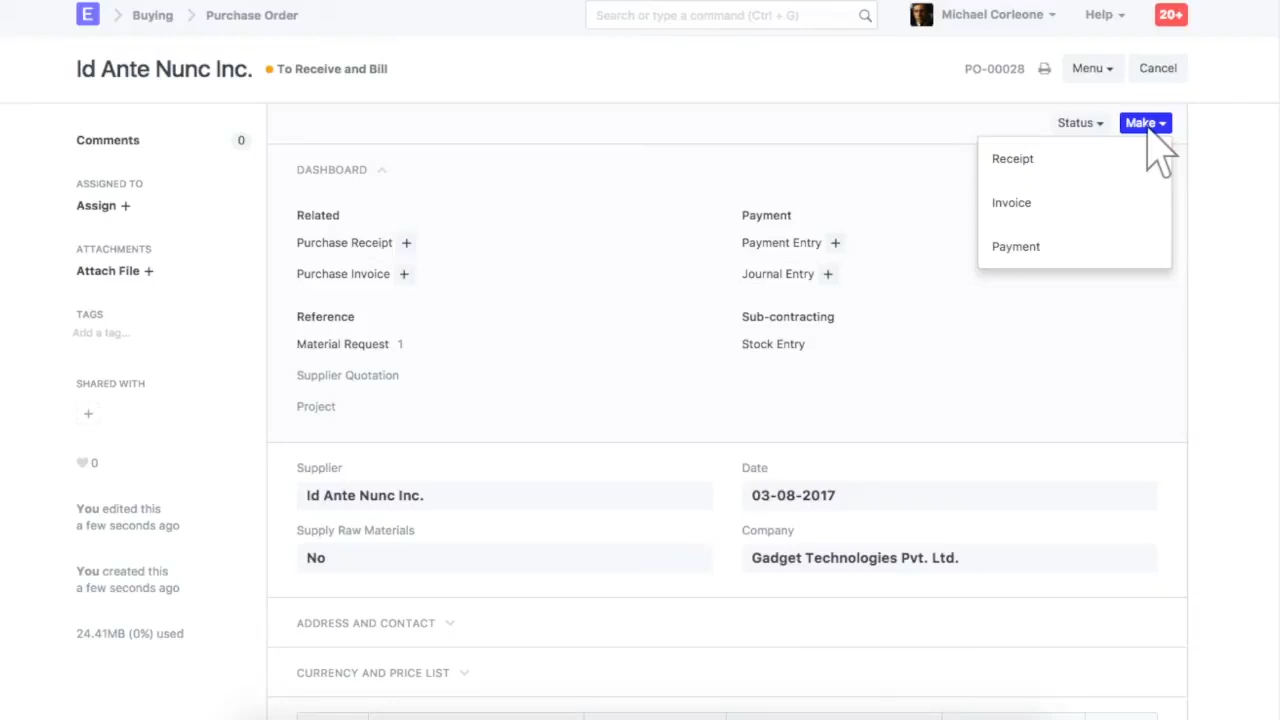 E Buying Purchase Order Search or type a command (Ctrl + G) Michael Corleone Help 20+
Id Ante Nunc Inc. To Receive and Bill PO-00028 Menu Cancel
Comments 0
ASSIGNED TO
Assign +
ATTACHMENTS
Attach File +
TAGS
Add a tag...
SHARED WITH
+
0
You edited this
a few seconds ago
You created this
a few seconds ago
24.41MB (0%) used
Status Make
Receipt
Invoice
Payment
DASHBOARD
Related
Purchase Receipt +
Purchase Invoice +
Payment
Payment Entry +
Journal Entry +
Reference
Material Request 1
Supplier Quotation
Project
Sub-contracting
Stock Entry
Supplier
Id Ante Nunc Inc.
Date
03-08-2017
Supply Raw Materials
No
Company
Gadget Technologies Pvt. Ltd.
ADDRESS AND CONTACT
CURRENCY AND PRICE LIST